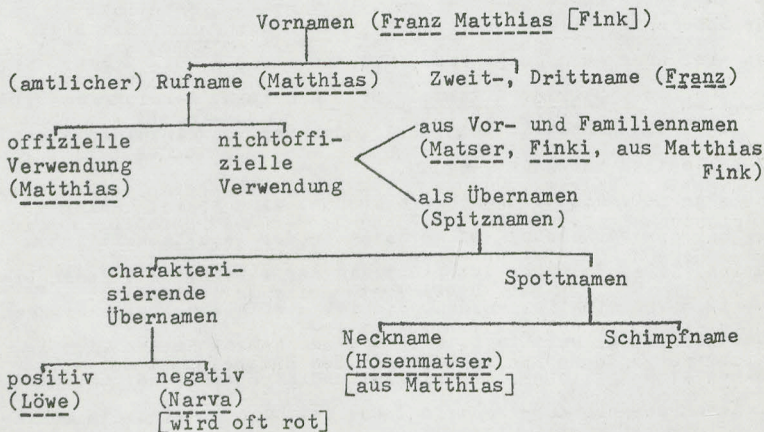 Vornamen (Franz Matthias [Fink])
(amtlicher) Rufname (Matthias) Zweit-, Drittname (Franz)
offizielle
Verwendung
(Matthias)
nichtoffi-
zielle
Verwendung
aus Vor- und Familiennamen
(Matser, Finki, aus Matthias
Fink)
als Übernamen
(Spitznamen)
charakteri-
sierende
Übernamen
Spottnamen
positiv
(Löwe)
negativ
(Narva)
[wird oft rot]
Neckname
(Hosenmatser)
[aus Matthias]
Schimpfname